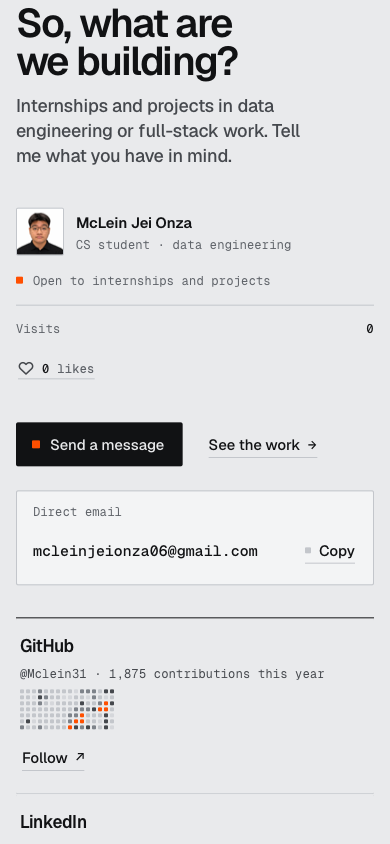 So, what are
we building?
Internships and projects in data
engineering or full-stack work. Tell
me what you have in mind.
McLein Jei Onza
CS student · data engineering
Open to internships and projects
Visits 0
0 likes
Send a message See the work →
Direct email
mcleinjeionza06@gmail.com Copy
GitHub
@Mclein31 · 1,875 contributions this year
Follow ↗
LinkedIn